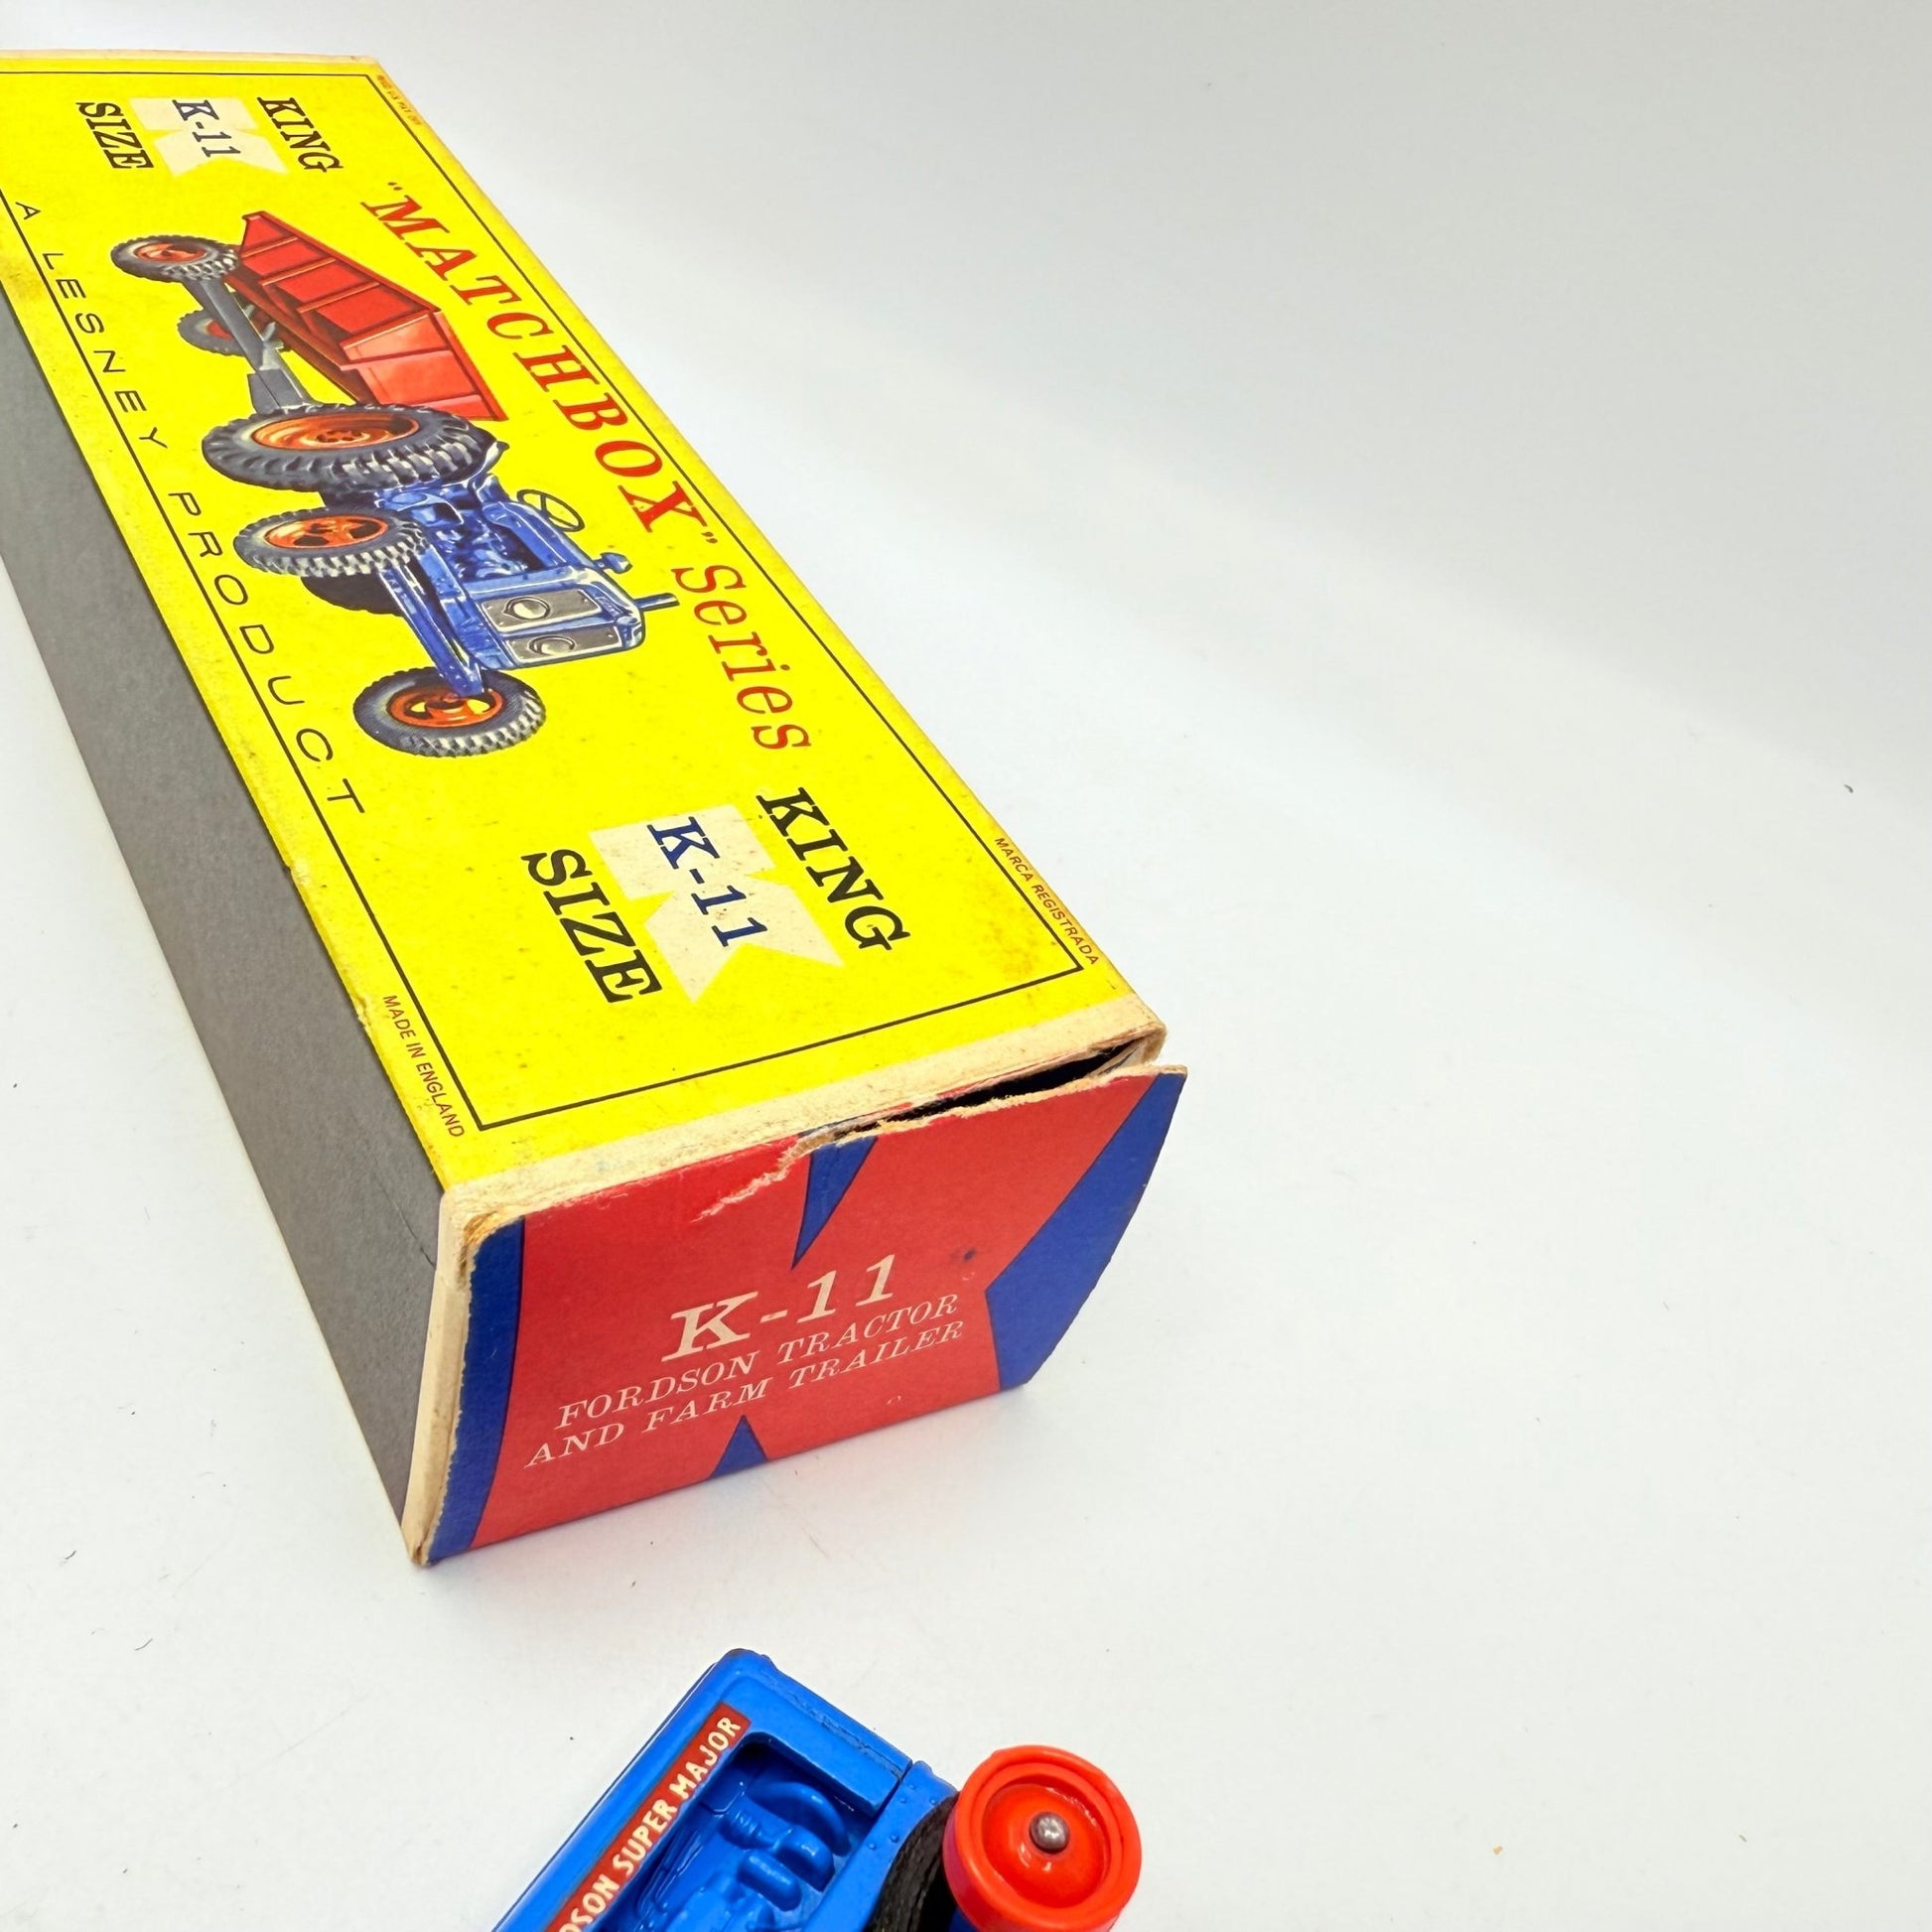 KING
K-11
SIZE
"MATCHBOX" Series
A LESNEY PRODUCT
KING
K-11
SIZE
MARCA REGISTRADA
MADE IN ENGLAND
K-11
FORDSON TRACTOR
AND FARM TRAILER
SUPER MAJOR